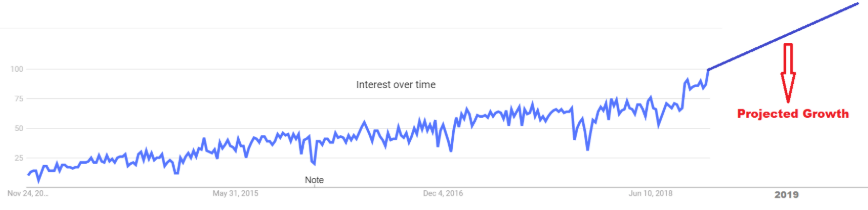 100
Interest over time
75
50
25
Projected Growth
Note
Nov 24, 20...
May 31, 2015
Dec 4, 2016
Jun 10, 2018
2019